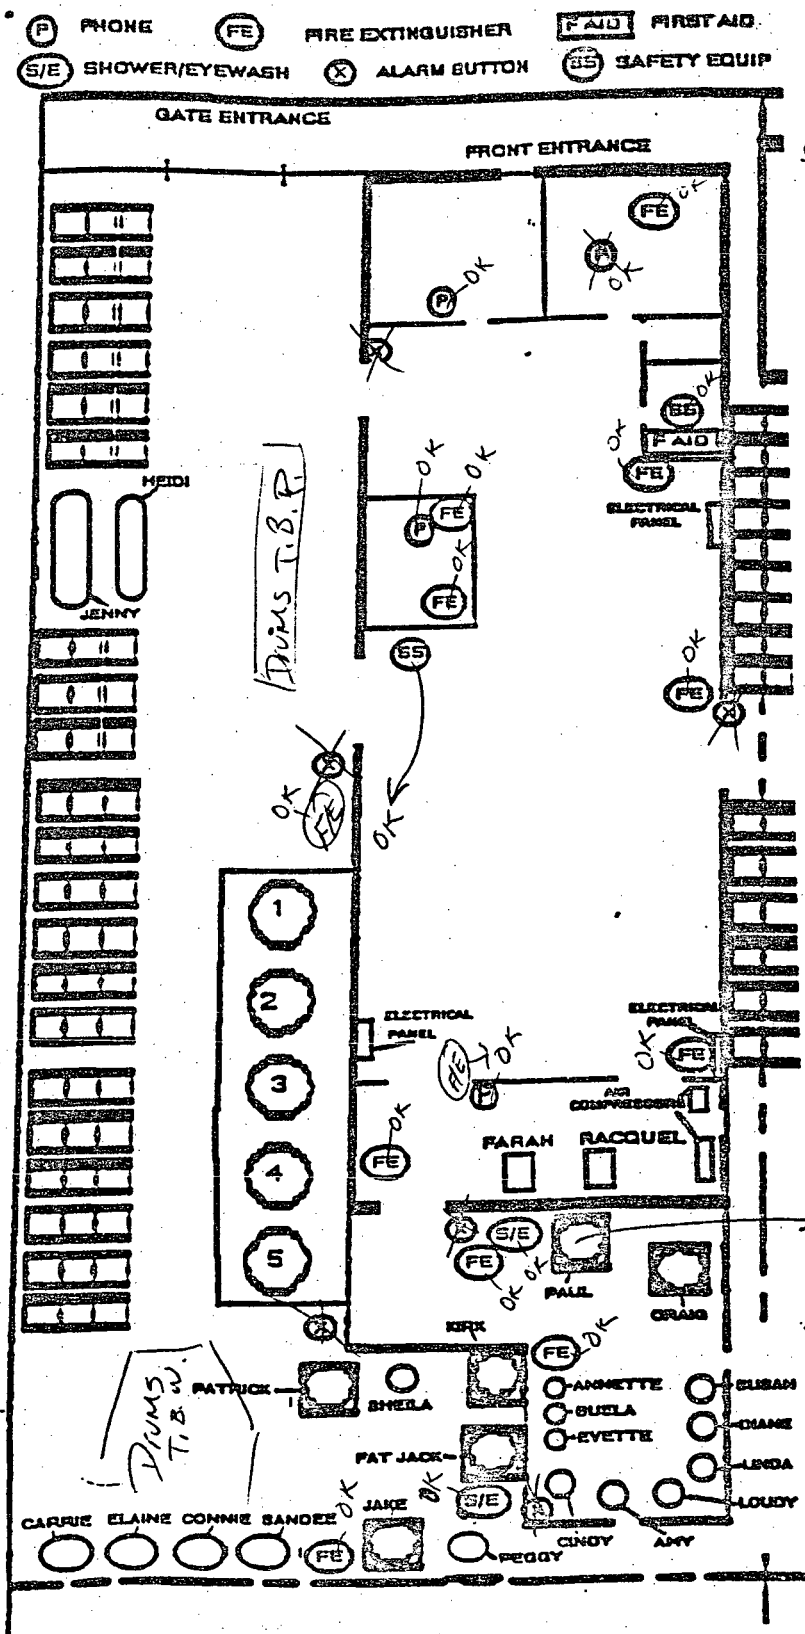 P PHONE FE FIRE EXTINGUISHER F AID FIRST AID
S/E SHOWER/EYEWASH X ALARM BUTTON SS SAFETY EQUIP
GATE ENTRANCE
FRONT ENTRANCE
FE OK
OK
P OK
SS OK
F AID
OK FE
ELECTRICAL
PANEL
HEIDI
JENNY
DRUMS T.B.P.
OK OK
P FE
FE OK
SS
OK
FE OK
X
X
OK F/E
OK
1
2
3
4
5
ELECTRICAL
PANEL
ELECTRICAL
PANEL
OK FE
OK
AIR
COMPRESSORS
FE OK
FARAH RACQUEL
S/E OK
FE OK
PAUL
CRAIG
X
KIRK
FE OK
PATRICK
SHEILA
ANNETTE
BUELA
EVETTE
SUSAN
DIANE
LINDA
LOUDY
FAT JACK
DRUMS
T.B.W.
OK S/E
CARRIE ELAINE CONNIE SANDEE
FE OK
JAKE
PEGGY
CINDY
AMY